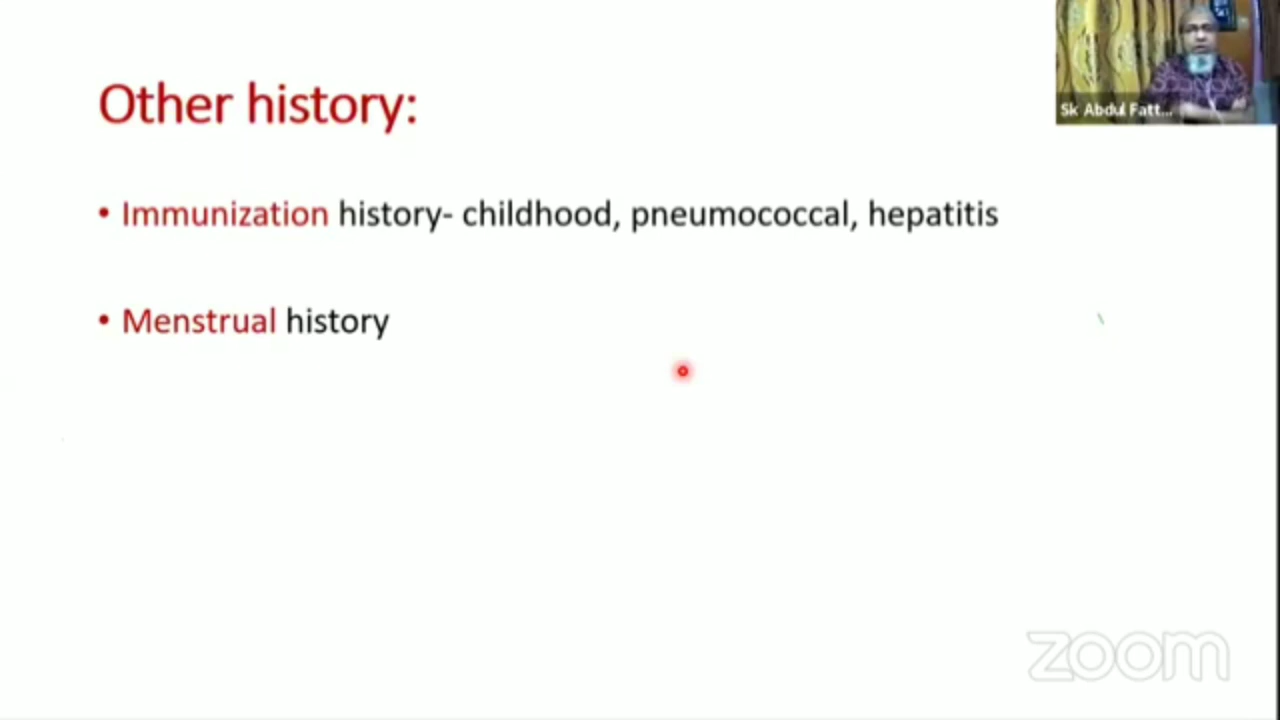 Other history:
Sk Abdul Fatt...
• Immunization history- childhood, pneumococcal, hepatitis
• Menstrual history
zoom